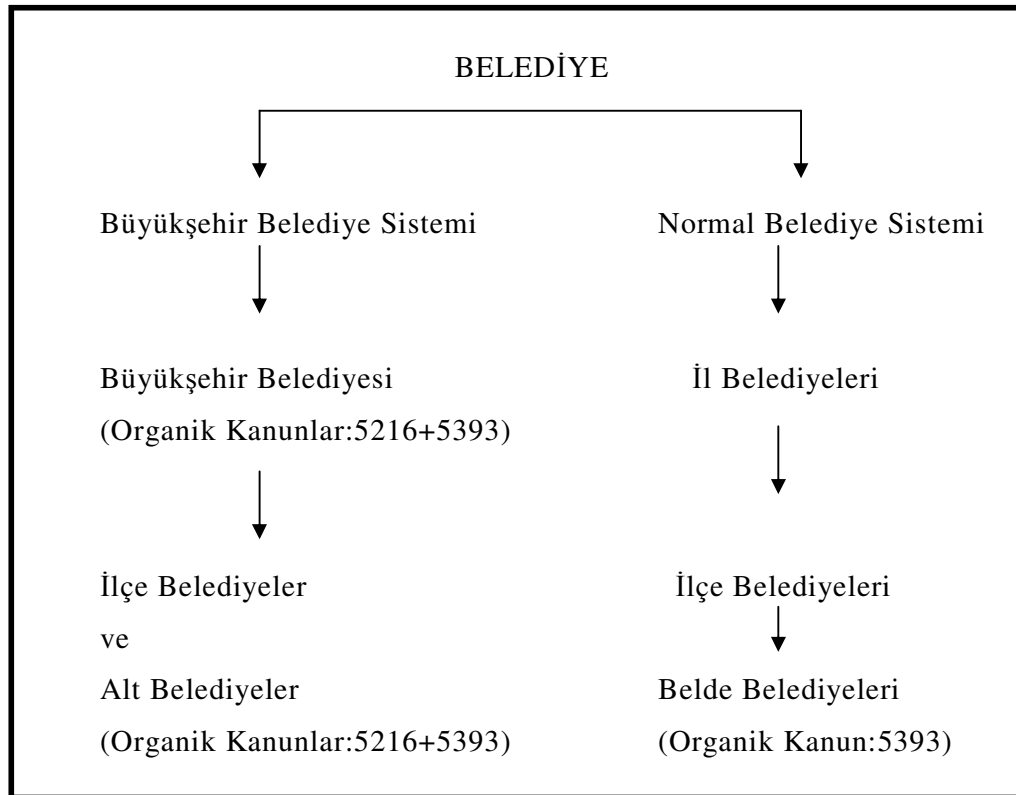 BELEDİYE
Büyükşehir Belediye Sistemi
Normal Belediye Sistemi
Büyükşehir Belediyesi
(Organik Kanunlar:5216+5393)
İl Belediyeleri
İlçe Belediyeler
ve
Alt Belediyeler
(Organik Kanunlar:5216+5393)
İlçe Belediyeleri
Belde Belediyeleri
(Organik Kanun:5393)